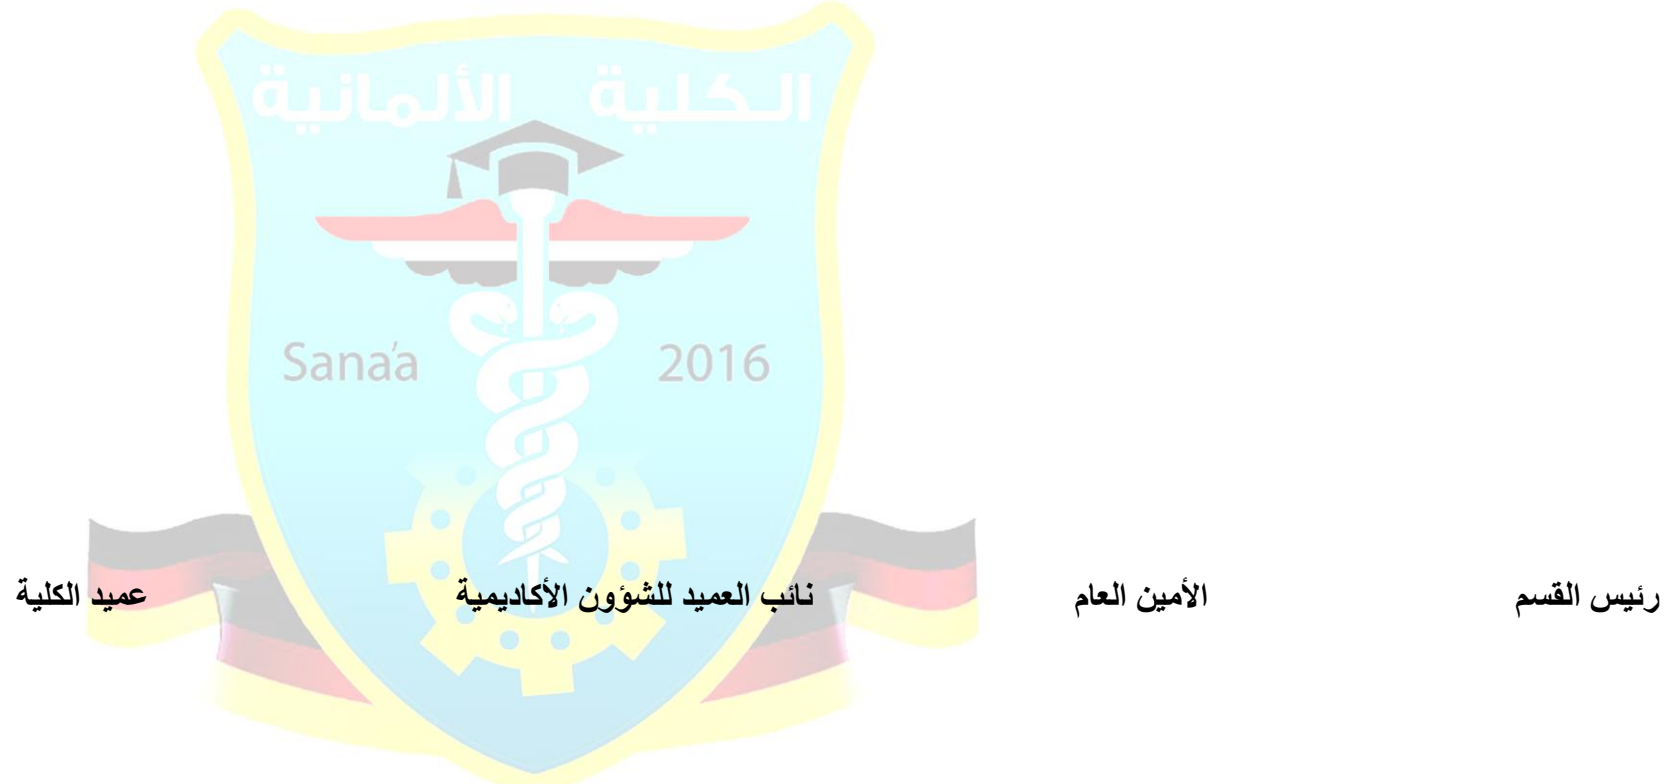 الكلية الألمانية
Sana'a 2016
رئيس القسم الأمين العام نائب العميد للشؤون الأكاديمية عميد الكلية